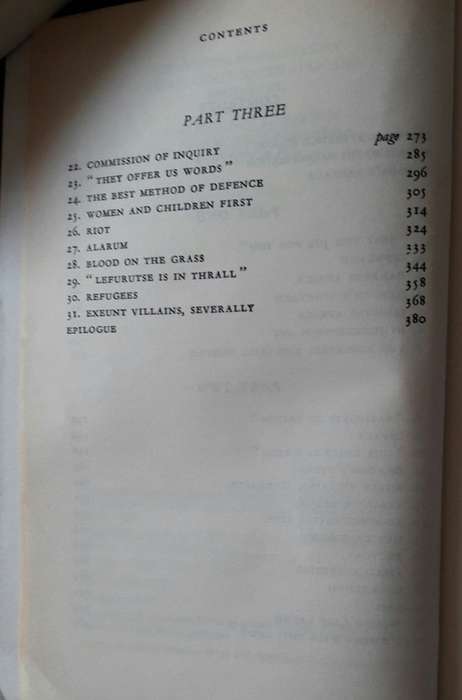 CONTENTS
PART THREE
22. COMMISSION OF INQUIRY page 273
23. "THEY OFFER US WORDS" 285
24. THE BEST METHOD OF DEFENCE 296
25. WOMEN AND CHILDREN FIRST 305
26. RIOT 314
27. ALARUM 324
28. BLOOD ON THE GRASS 333
29. "LEFURUTSE IS IN THRALL" 344
30. REFUGEES 358
31. EXEUNT VILLAINS, SEVERALLY 368
EPILOGUE 380